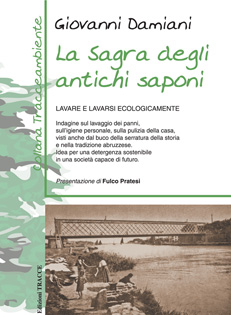 Giovanni Damiani
La Sagra degli
antichi saponi
LAVARE E LAVARSI ECOLOGICAMENTE
Indagine sul lavaggio dei panni,
sull'igiene personale, sulla pulizia della casa,
visti anche dal buco della serratura della storia
e nella tradizione abruzzese.
Idea per una detergenza sostenibile
in una società capace di futuro.
Presentazione di Fulco Pratesi
collana Tracceambiente
Edizioni TRACCE